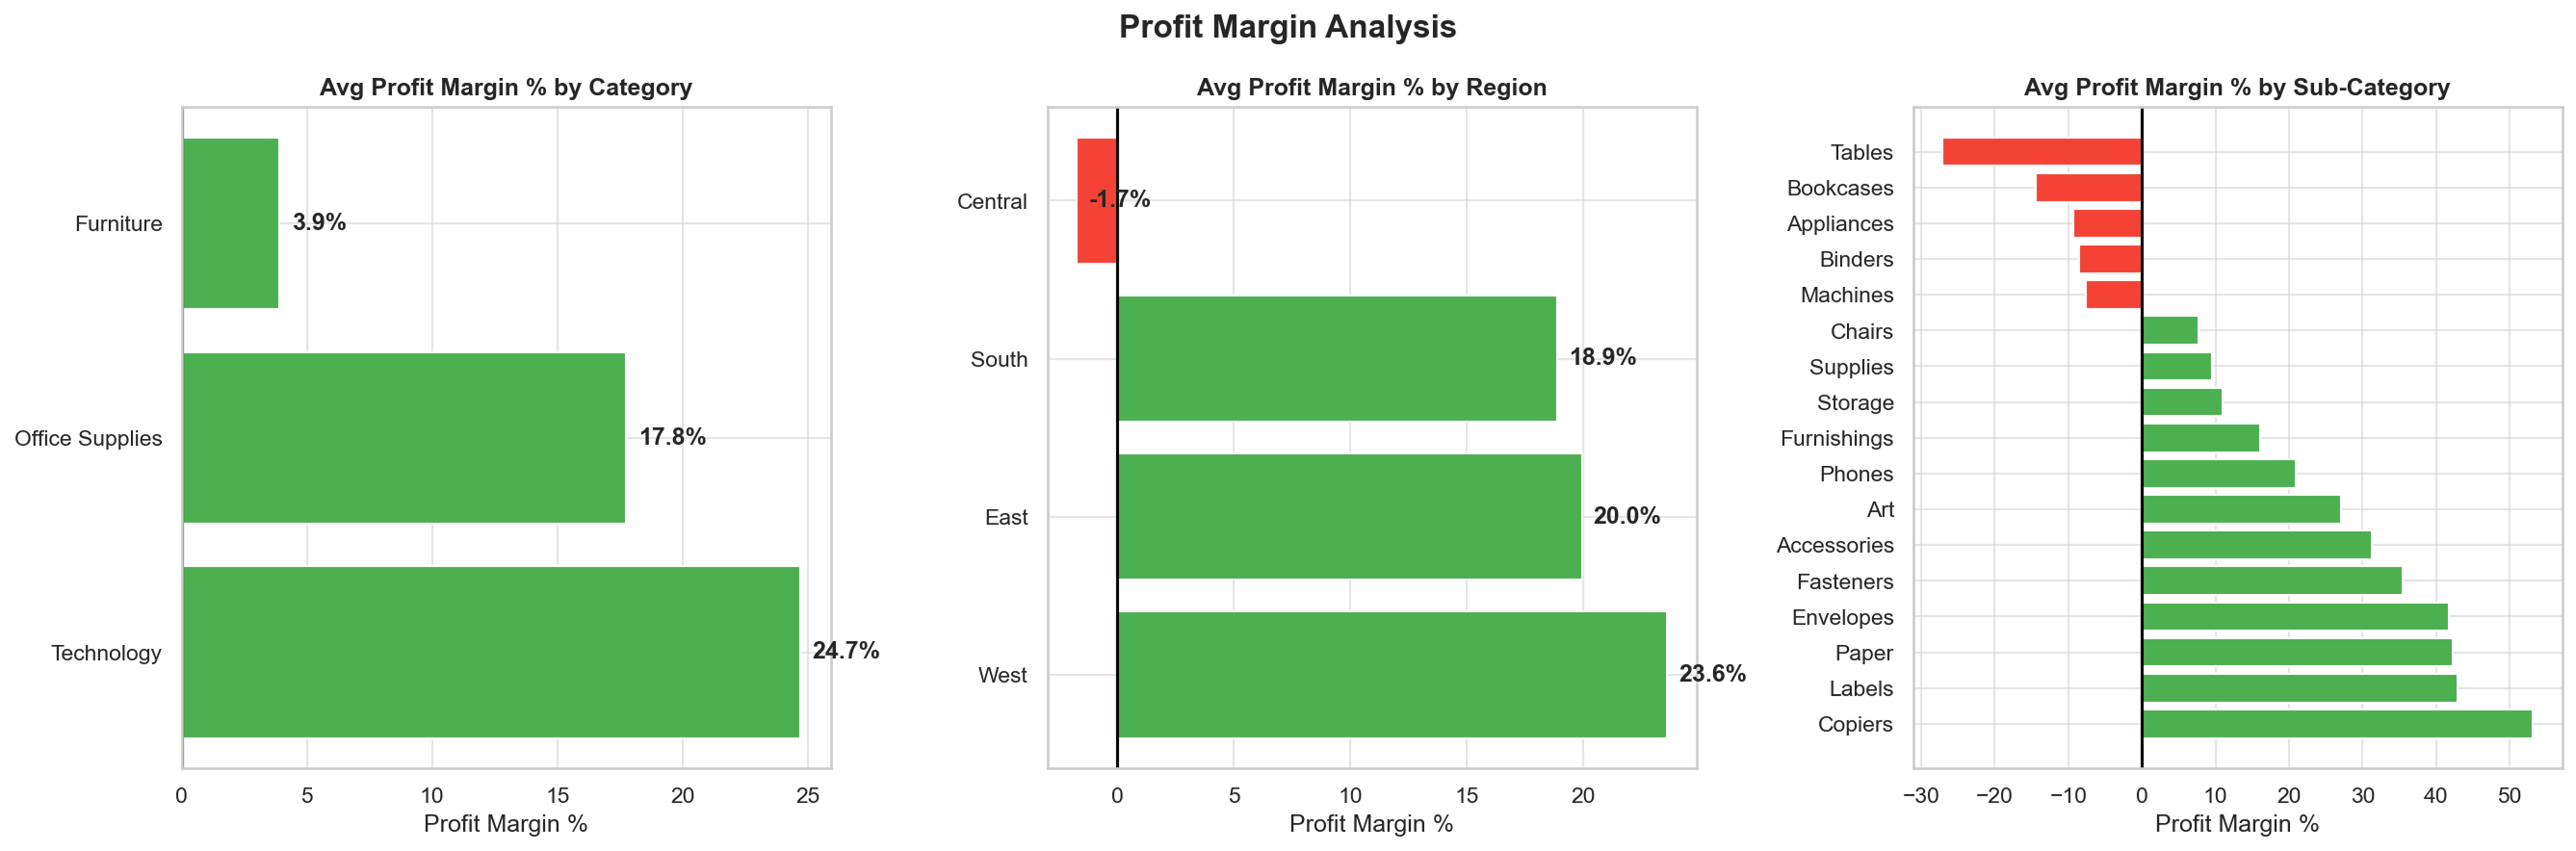 Profit Margin Analysis
Avg Profit Margin % by Category
Furniture
3.9%
Office Supplies
17.8%
Technology
24.7%
0 5 10 15 20 25
Profit Margin %
Avg Profit Margin % by Region
Central
-1.7%
South
18.9%
East
20.0%
West
23.6%
0 5 10 15 20
Profit Margin %
Avg Profit Margin % by Sub-Category
Tables
Bookcases
Appliances
Binders
Machines
Chairs
Supplies
Storage
Furnishings
Phones
Art
Accessories
Fasteners
Envelopes
Paper
Labels
Copiers
−30 −20 −10 0 10 20 30 40 50
Profit Margin %